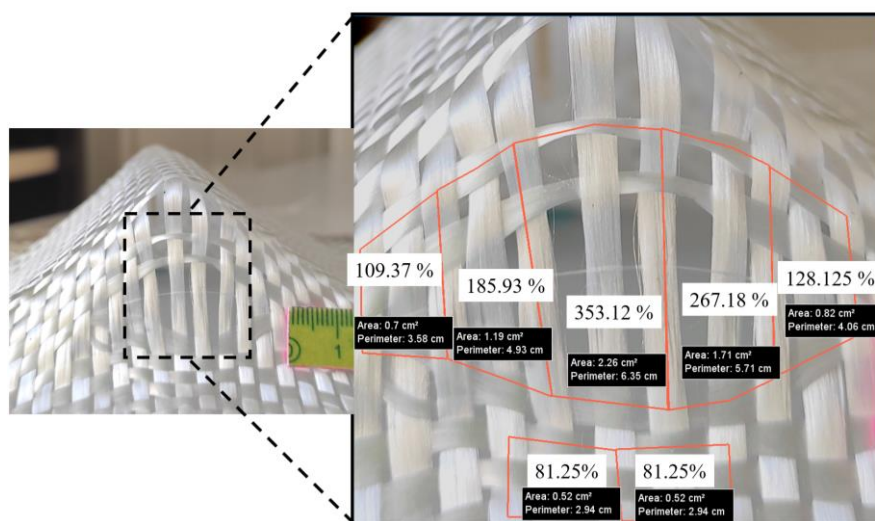 109.37 %
185.93 %
353.12 %
267.18 %
128.125 %
Area: 0.7 cm²
Perimeter: 3.58 cm
Area: 1.19 cm²
Perimeter: 4.93 cm
Area: 2.26 cm²
Perimeter: 6.35 cm
Area: 1.71 cm²
Perimeter: 5.71 cm
Area: 0.82 cm²
Perimeter: 4.06 cm
1
81.25%
81.25%
Area: 0.52 cm²
Perimeter: 2.94 cm
Area: 0.52 cm²
Perimeter: 2.94 cm